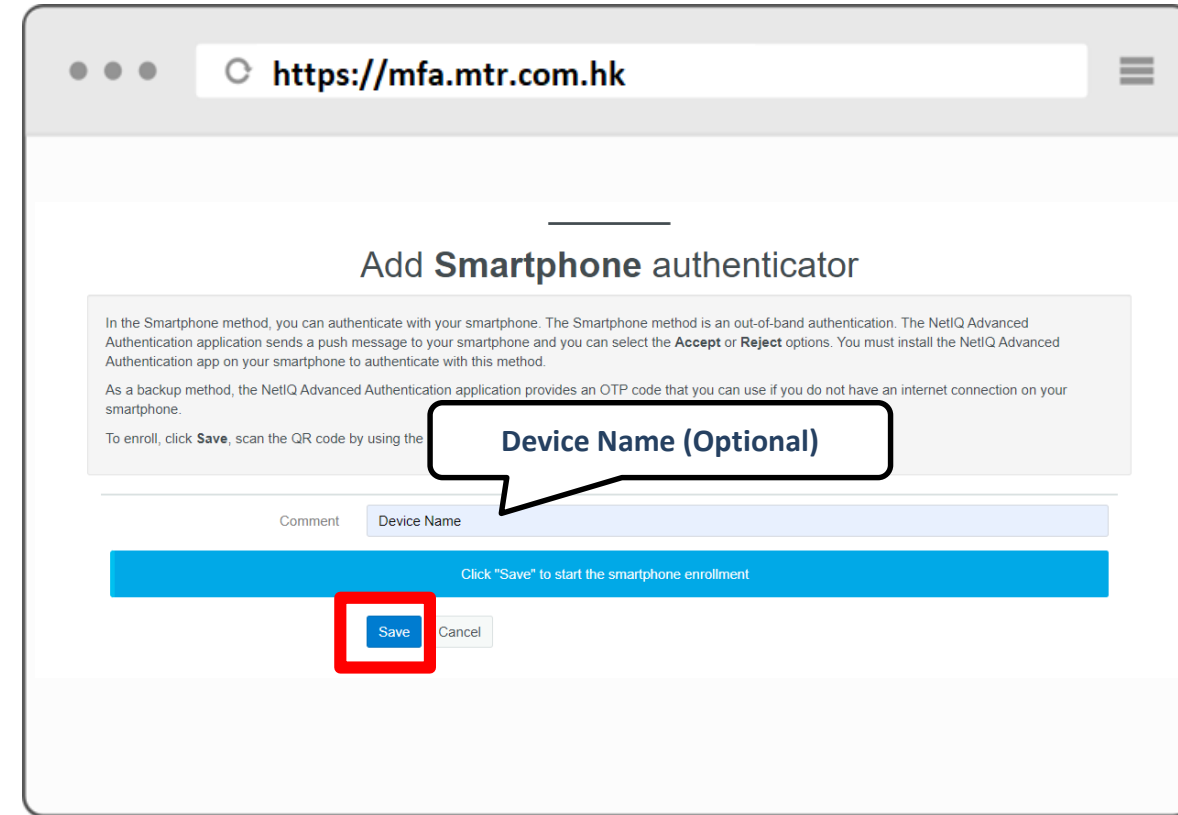 https://mfa.mtr.com.hk
Add Smartphone authenticator
In the Smartphone method, you can authenticate with your smartphone. The Smartphone method is an out-of-band authentication. The NetIQ Advanced
Authentication application sends a push message to your smartphone and you can select the Accept or Reject options. You must install the NetIQ Advanced
Authentication app on your smartphone to authenticate with this method.
As a backup method, the NetIQ Advanced Authentication application provides an OTP code that you can use if you do not have an internet connection on your
smartphone.
To enroll, click Save, scan the QR code by using the
Device Name (Optional)
Comment Device Name
Click "Save" to start the smartphone enrollment
Save Cancel